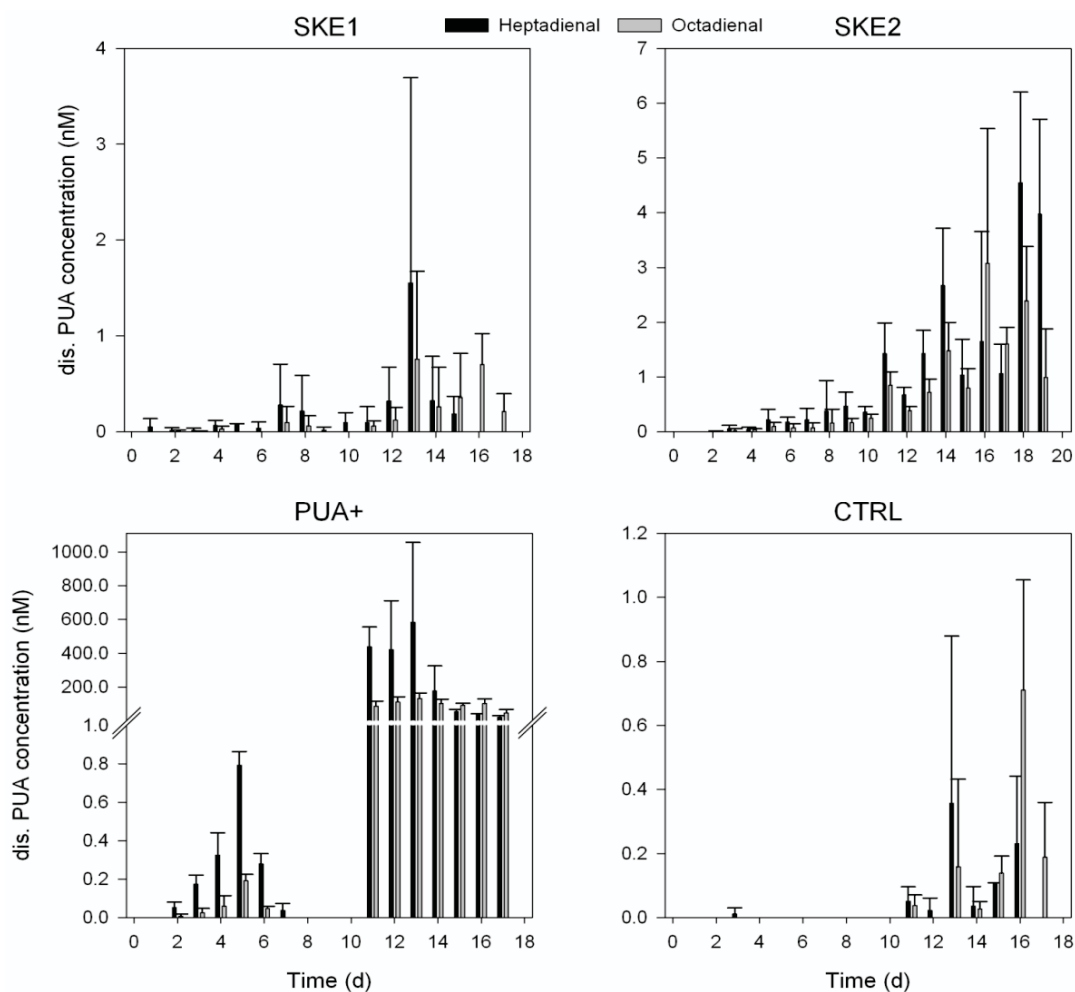 SKE1
Heptadienal
Octadienal
SKE2
dis. PUA concentration (nM)
4
3
2
1
0
0 2 4 6 8 10 12 14 16 18
7
6
5
4
3
2
1
0
0 2 4 6 8 10 12 14 16 18 20
PUA+
dis. PUA concentration (nM)
1000.0
800.0
600.0
400.0
200.0
1.0
0.8
0.6
0.4
0.2
0.0
0 2 4 6 8 10 12 14 16 18
Time (d)
CTRL
1.2
1.0
0.8
0.6
0.4
0.2
0.0
0 2 4 6 8 10 12 14 16 18
Time (d)